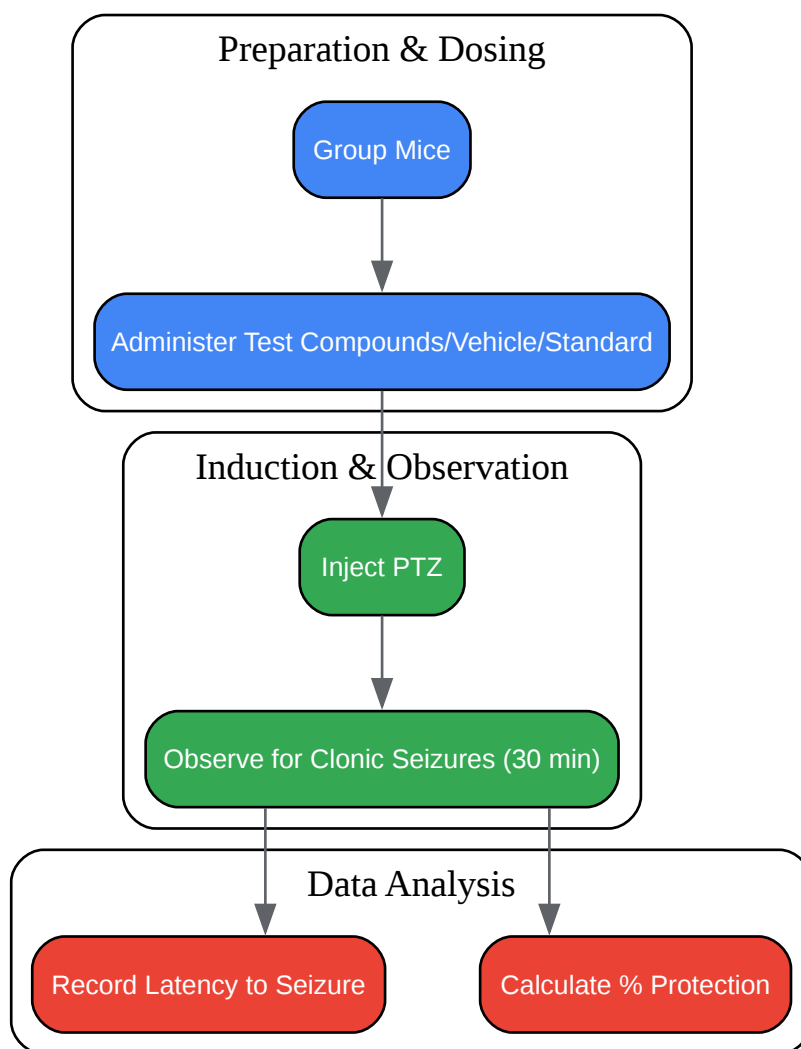 Preparation & Dosing
Group Mice
Administer Test Compounds/Vehicle/Standard
Induction & Observation
Inject PTZ
Observe for Clonic Seizures (30 min)
Data Analysis
Record Latency to Seizure
Calculate % Protection